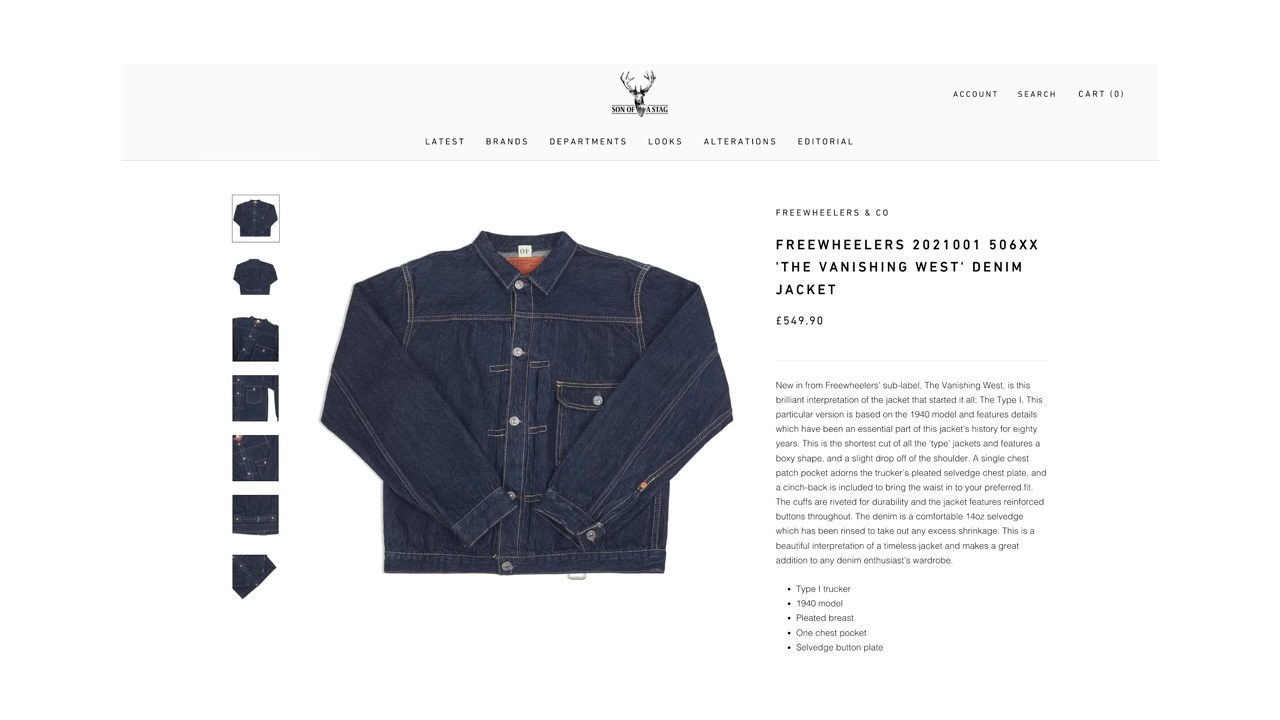 SON OF A STAG
ACCOUNT SEARCH CART (0)
LATEST BRANDS DEPARTMENTS LOOKS ALTERATIONS EDITORIAL
40
FREEWHEELERS & CO
FREEWHEELERS 2021001 506XX
'THE VANISHING WEST' DENIM
JACKET
£549.90
New in from Freewheelers' sub-label, The Vanishing West, is this
brilliant interpretation of the jacket that started it all; The Type I. This
particular version is based on the 1940 model and features details
which have been an essential part of this jacket's history for eighty
years. This is the shortest cut of all the 'type' jackets and features a
boxy shape, and a slight drop off of the shoulder. A single chest
patch pocket adorns the trucker's pleated selvedge chest plate, and
a cinch-back is included to bring the waist in to your preferred fit.
The cuffs are riveted for durability and the jacket features reinforced
buttons throughout. The denim is a comfortable 14oz selvedge
which has been rinsed to take out any excess shrinkage. This is a
beautiful interpretation of a timeless jacket and makes a great
addition to any denim enthusiast's wardrobe.
• Type I trucker
• 1940 model
• Pleated breast
• One chest pocket
• Selvedge button plate